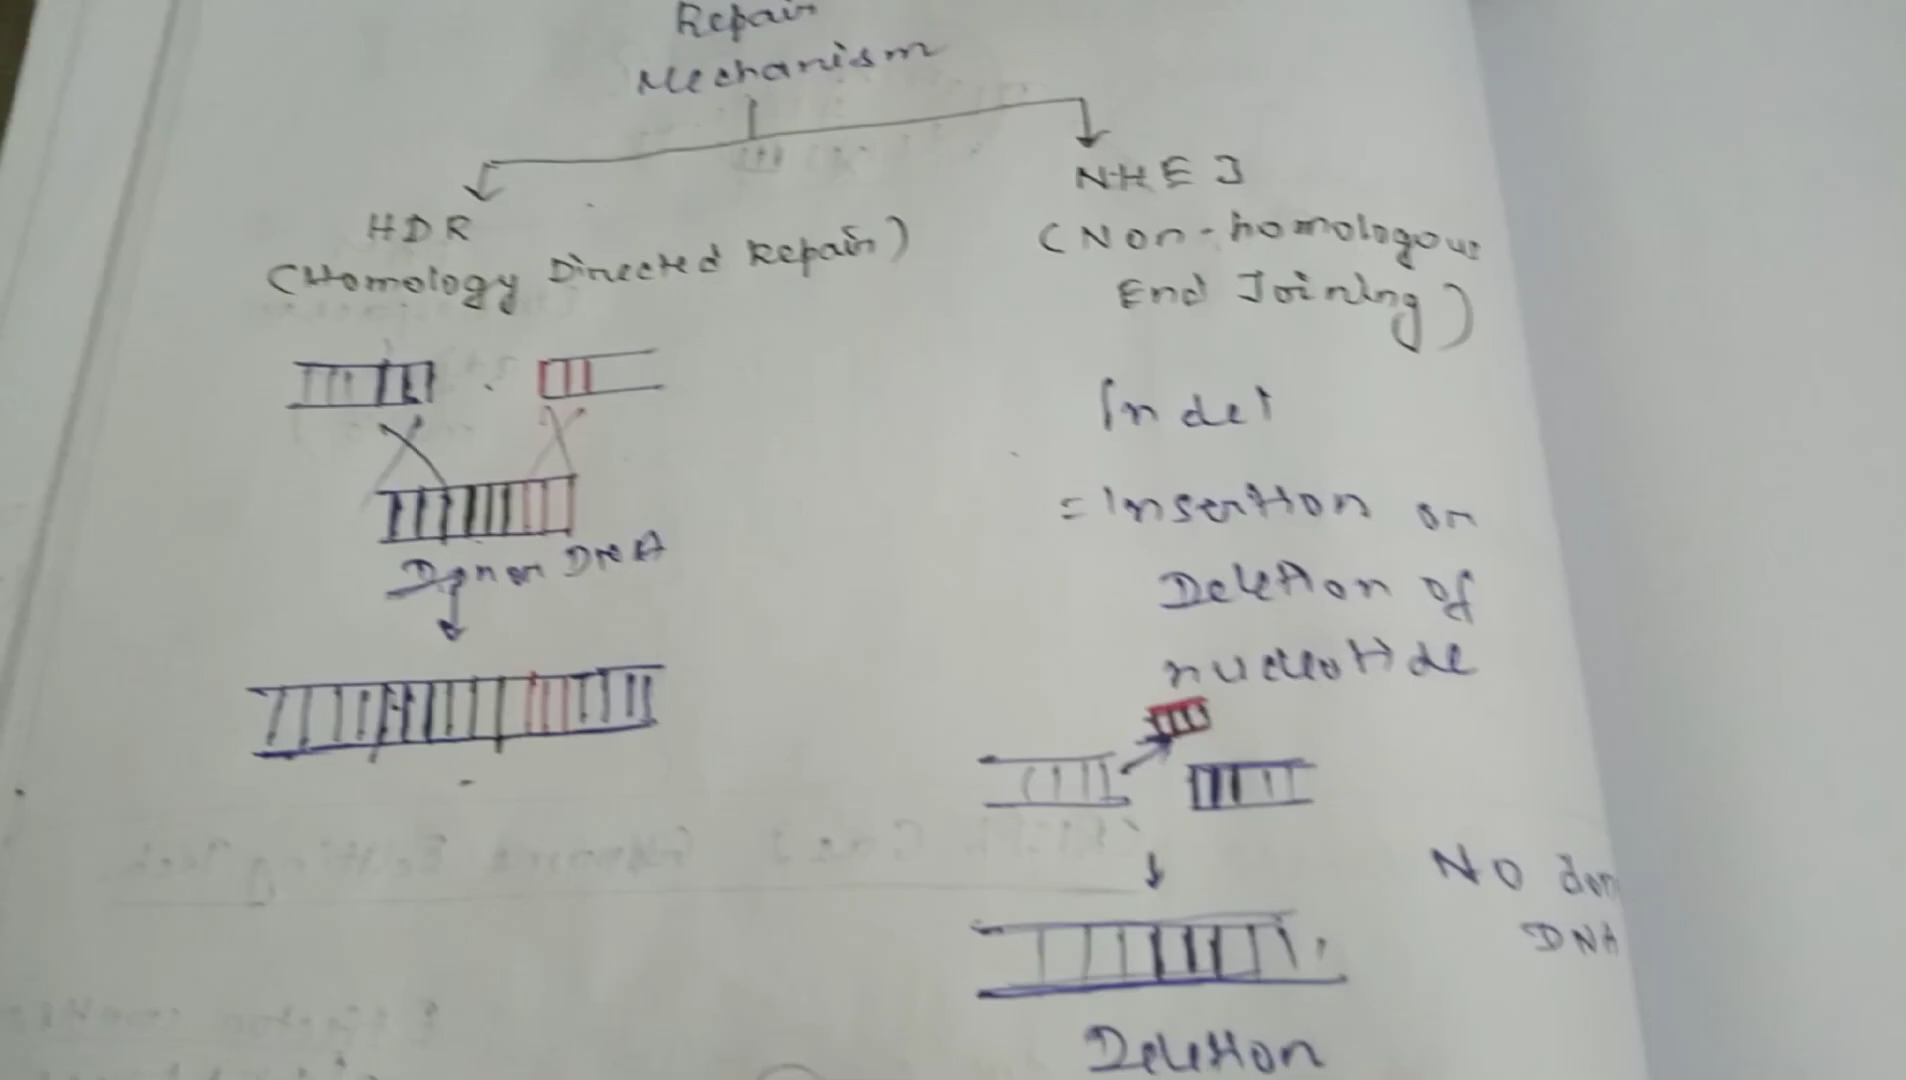 Repair
Mechanism
HDR
(Homology Directed Repair)
Donor DNA
NHEJ
(Non-homologous
End Joining)
Indel
= Insertion or
Deletion of
nucleotide
No don
DNA
Deletion